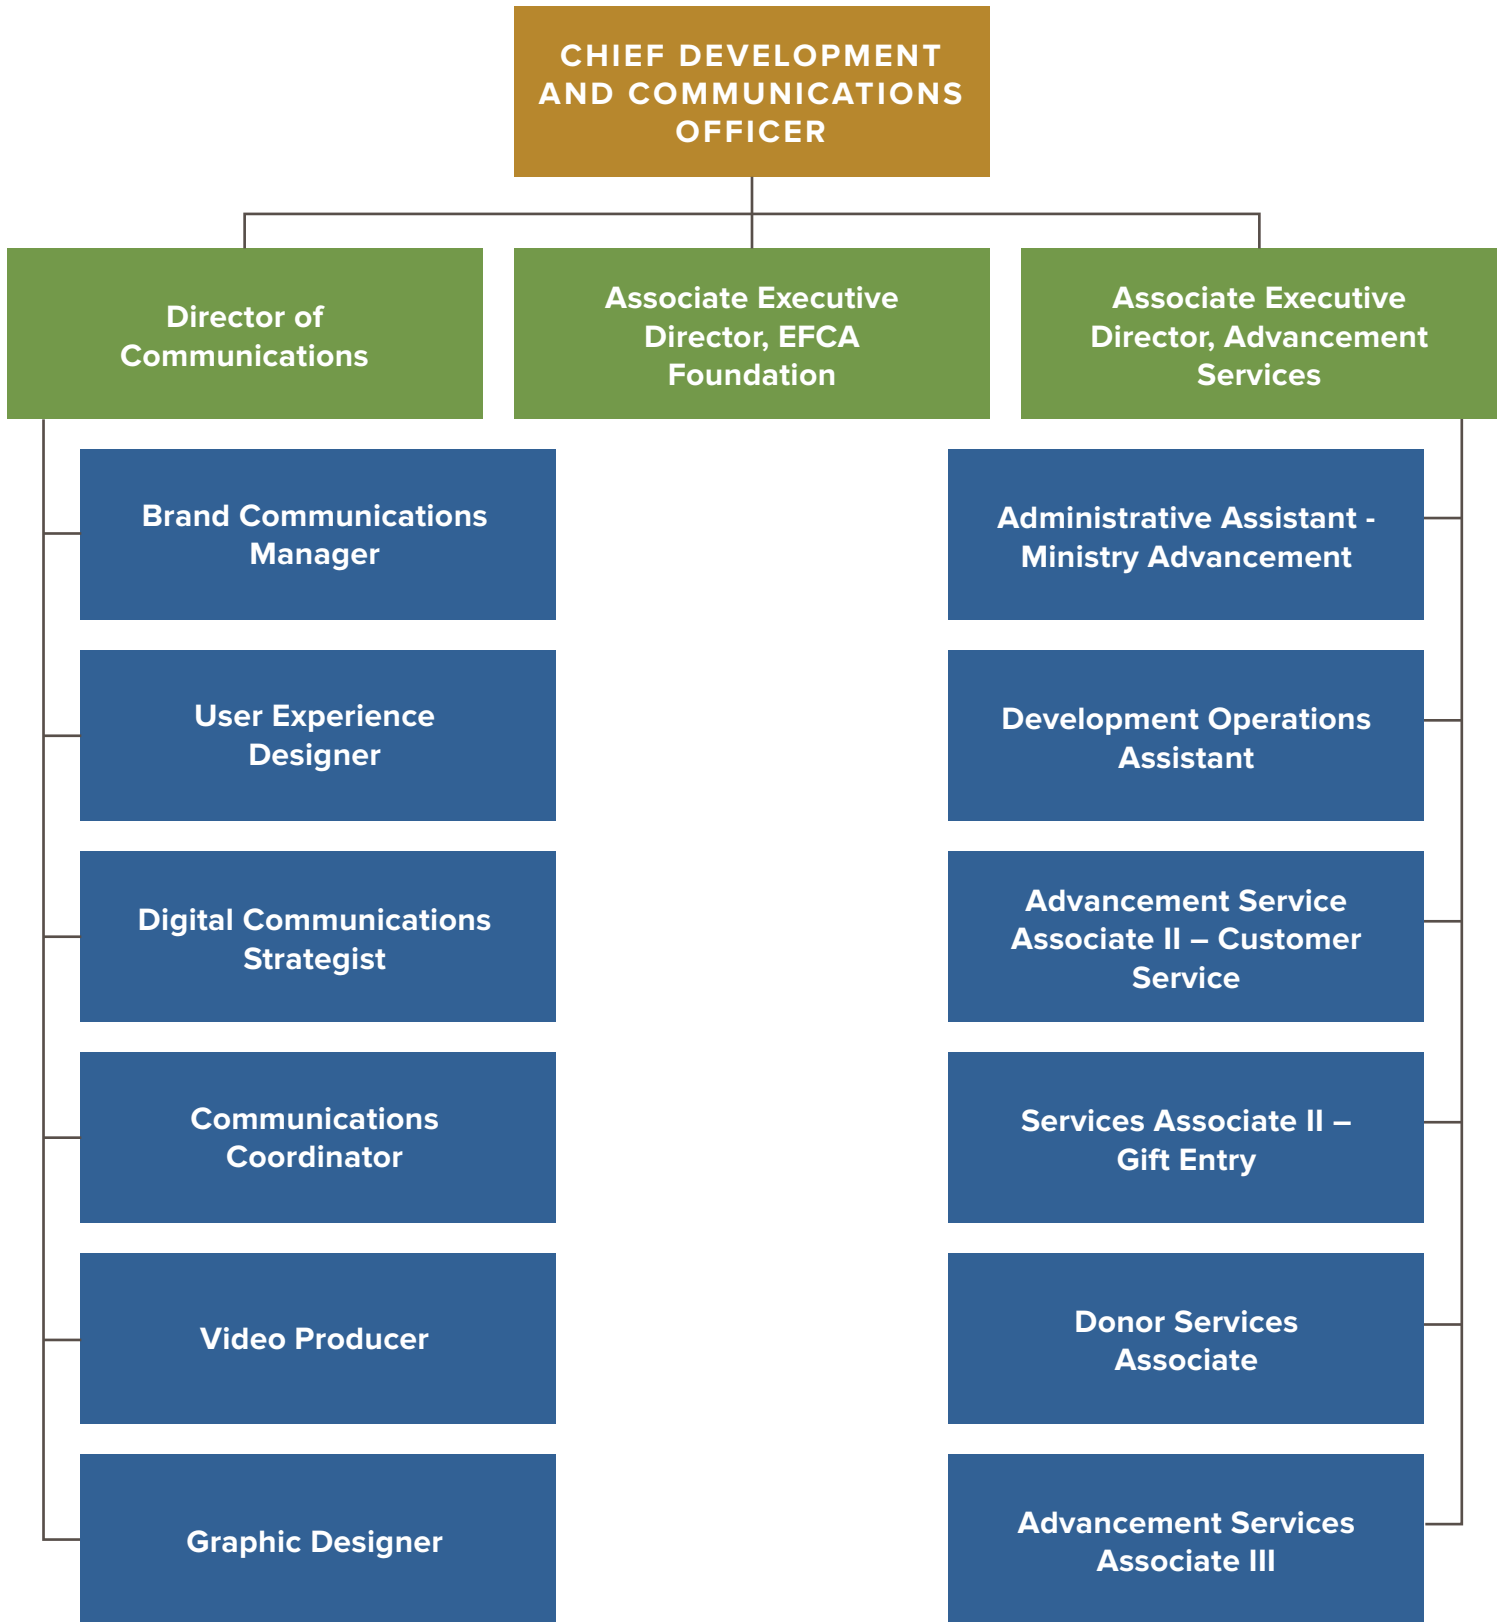 CHIEF DEVELOPMENT
AND COMMUNICATIONS
OFFICER
Director of
Communications
Associate Executive
Director, EFCA
Foundation
Associate Executive
Director, Advancement
Services
Brand Communications
Manager
User Experience
Designer
Digital Communications
Strategist
Communications
Coordinator
Video Producer
Graphic Designer
Administrative Assistant -
Ministry Advancement
Development Operations
Assistant
Advancement Service
Associate II – Customer
Service
Services Associate II –
Gift Entry
Donor Services
Associate
Advancement Services
Associate III